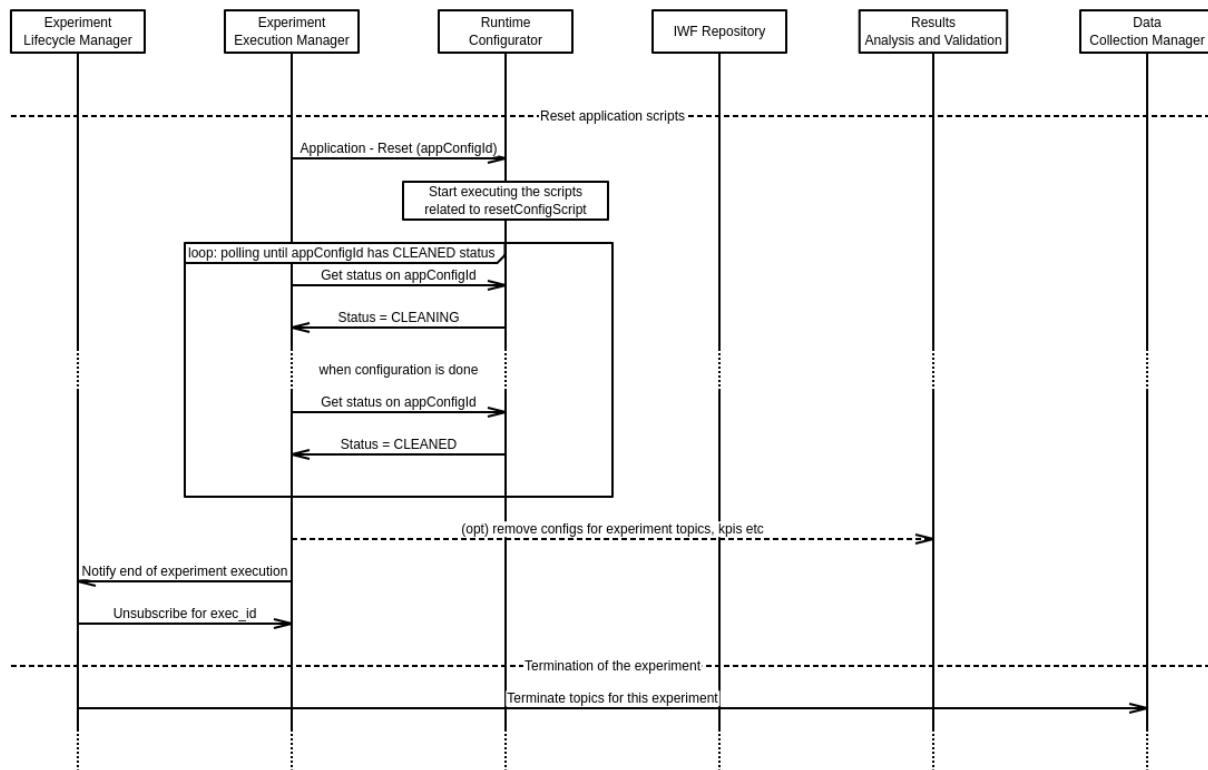 Experiment
Lifecycle Manager
Experiment
Execution Manager
Runtime
Configurator
IWF Repository
Results
Analysis and Validation
Data
Collection Manager
Reset application scripts
Application - Reset (appConfigId)
Start executing the scripts
related to resetConfigScript
loop: polling until appConfigId has CLEANED status
Get status on appConfigId
Status = CLEANING
when configuration is done
Get status on appConfigId
Status = CLEANED
(opt) remove configs for experiment topics, kpis etc
Notify end of experiment execution
Unsubscribe for exec_id
Termination of the experiment
Terminate topics for this experiment